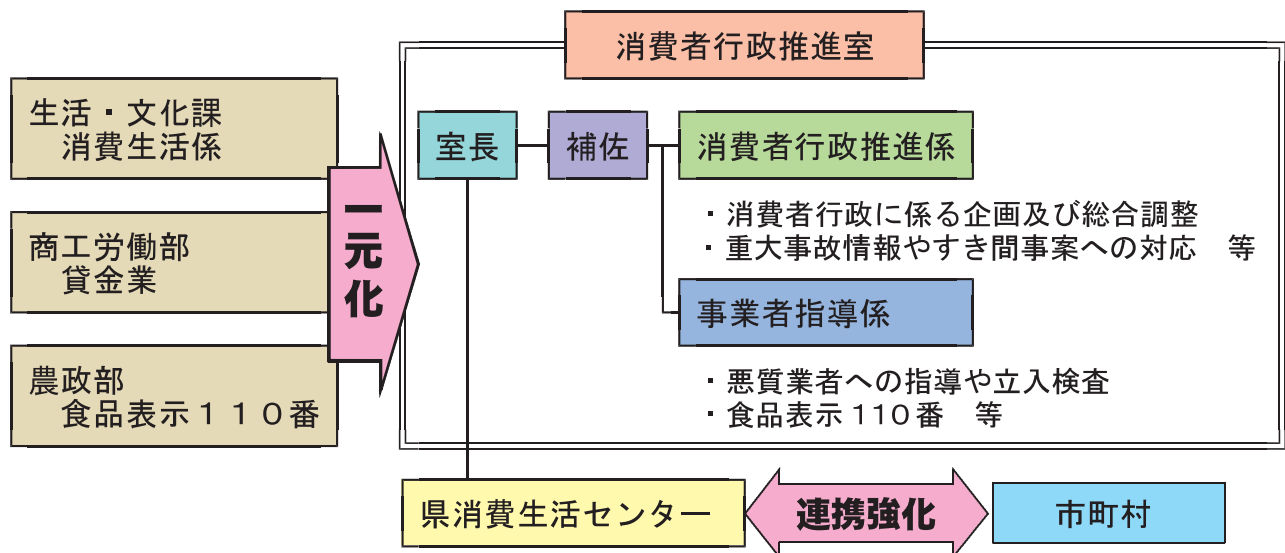 消費者行政推進室
生活・文化課
消費生活係
商工労働部
貸金業
農政部
食品表示１１０番
一元化
室長
補佐
消費者行政推進係
・消費者行政に係る企画及び総合調整
・重大事故情報やすき間事案への対応　等
事業者指導係
・悪質業者への指導や立入検査
・食品表示110番　等
県消費生活センター
連携強化
市町村